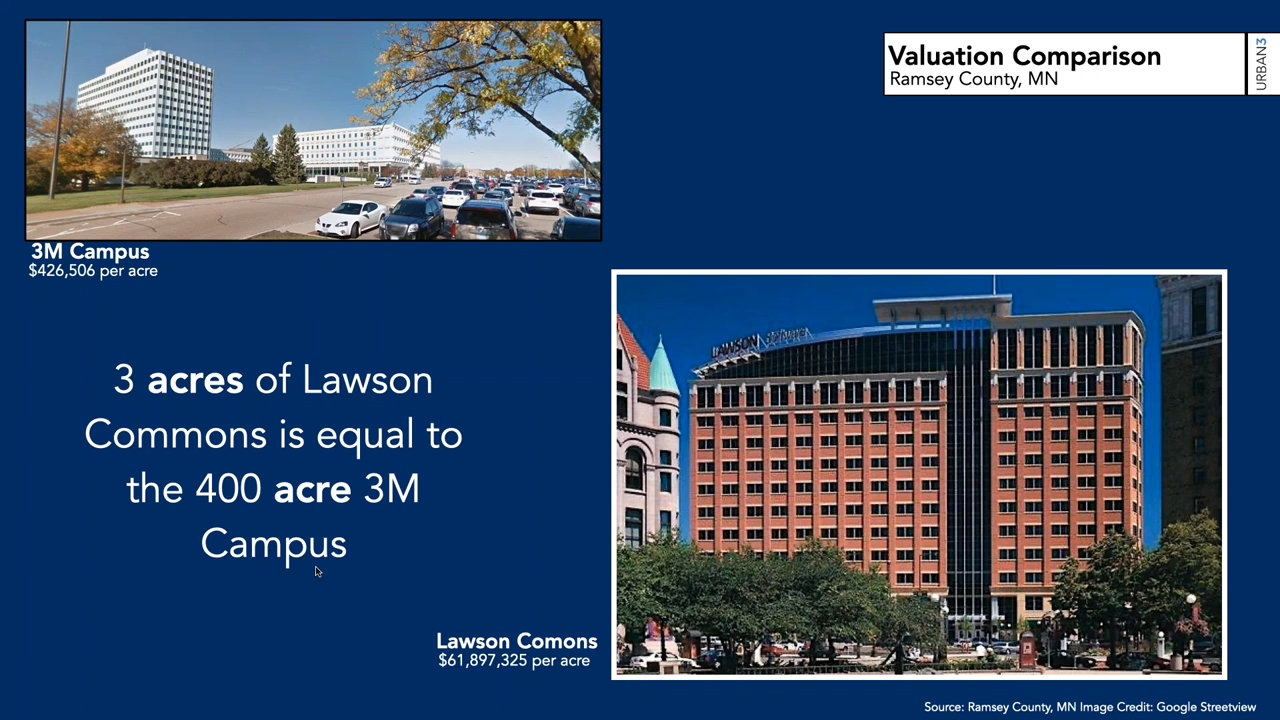 Valuation Comparison
Ramsey County, MN
URBAN3
3M Campus
$426,506 per acre
3 acres of Lawson
Commons is equal to
the 400 acre 3M
Campus
LAWSON software
Lawson Comons
$61,897,325 per acre
Source: Ramsey County, MN Image Credit: Google Streetview